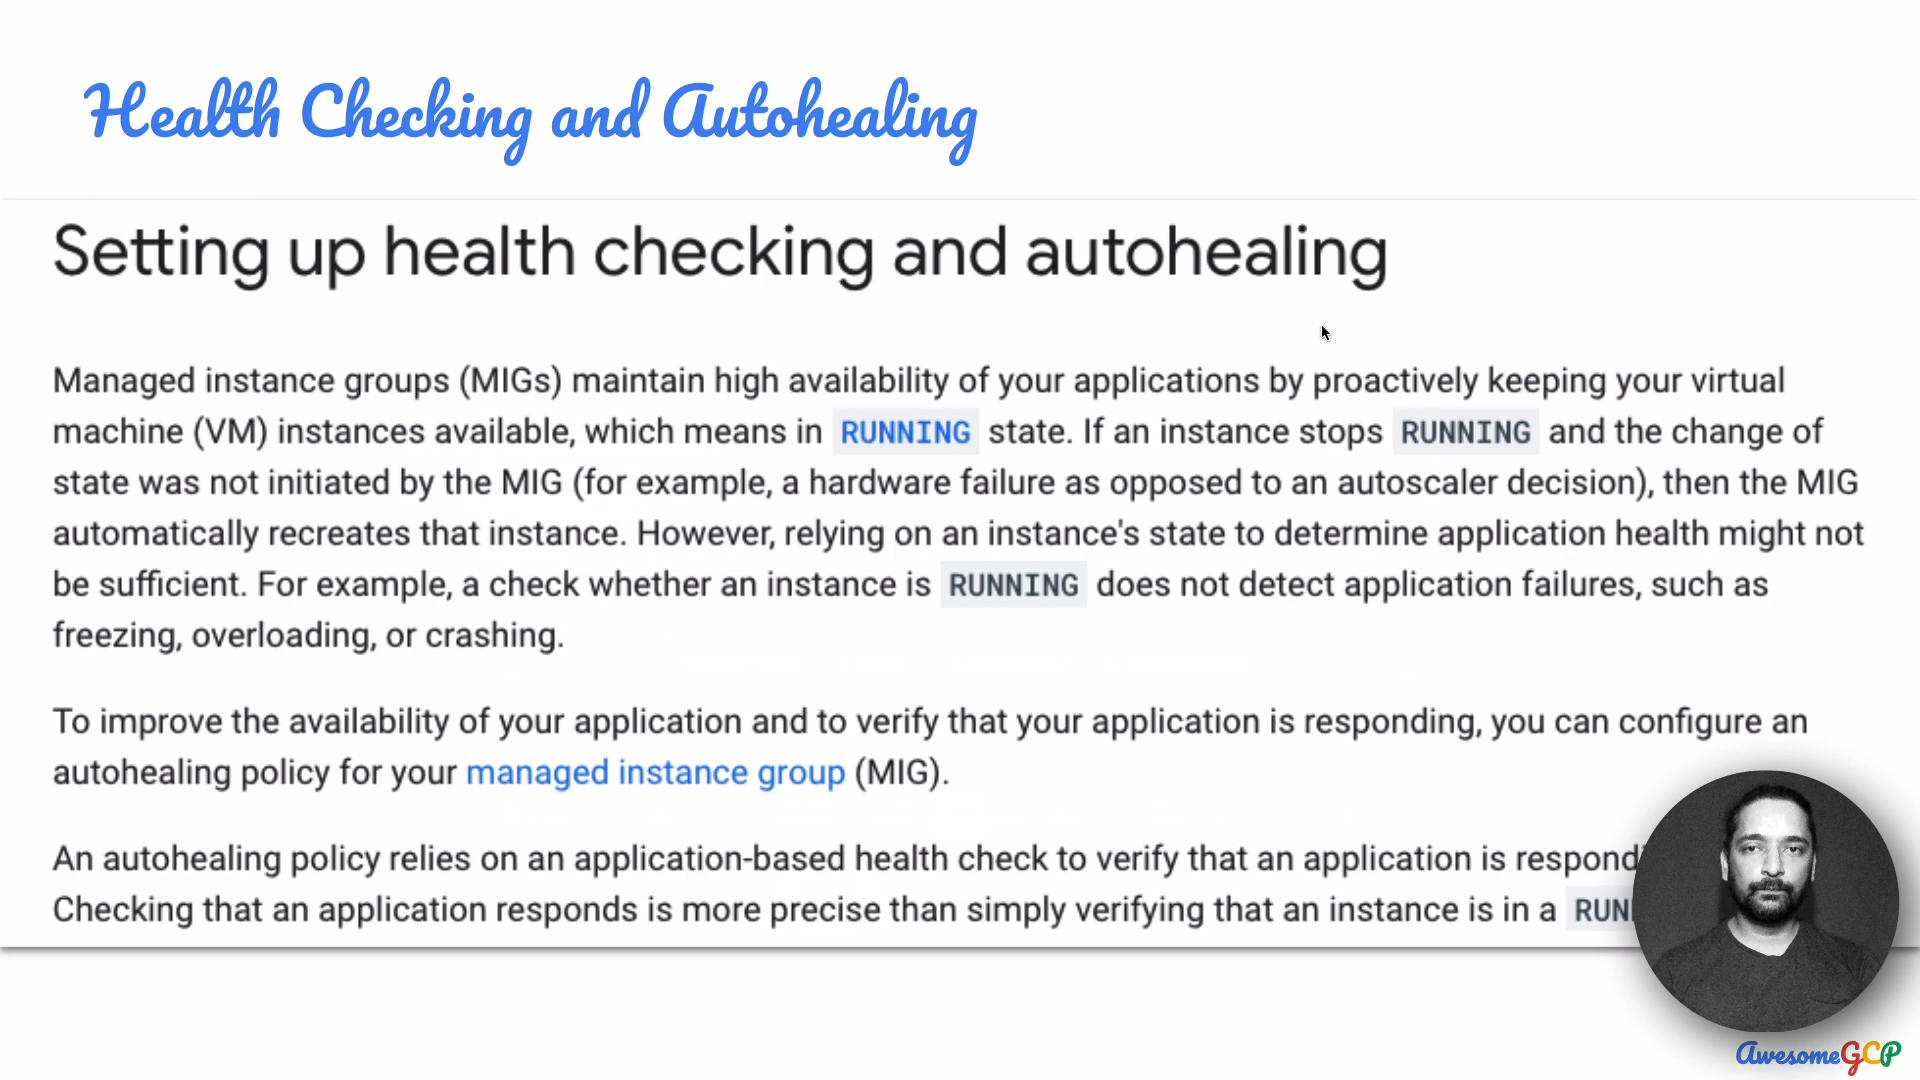 Health Checking and Autohealing
Setting up health checking and autohealing
Managed instance groups (MIGs) maintain high availability of your applications by proactively keeping your virtual
machine (VM) instances available, which means in RUNNING state. If an instance stops RUNNING and the change of
state was not initiated by the MIG (for example, a hardware failure as opposed to an autoscaler decision), then the MIG
automatically recreates that instance. However, relying on an instance's state to determine application health might not
be sufficient. For example, a check whether an instance is RUNNING does not detect application failures, such as
freezing, overloading, or crashing.
To improve the availability of your application and to verify that your application is responding, you can configure an
autohealing policy for your managed instance group (MIG).
An autohealing policy relies on an application-based health check to verify that an application is
Checking that an application responds is more precise than simply verifying that an instance is in a
AwesomeGCP